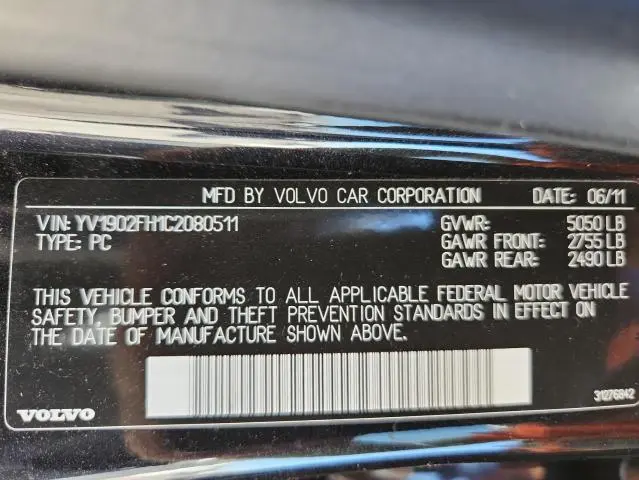 MFD BY VOLVO CAR CORPORATION DATE: 06/11
VIN: YV1902FH1C2080511 GVWR: 5050 LB
TYPE: PC GAWR FRONT: 2755 LB
GAWR REAR: 2490 LB
THIS VEHICLE CONFORMS TO ALL APPLICABLE FEDERAL MOTOR VEHICLE
SAFETY, BUMPER AND THEFT PREVENTION STANDARDS IN EFFECT ON
THE DATE OF MANUFACTURE SHOWN ABOVE.
VOLVO 31276842